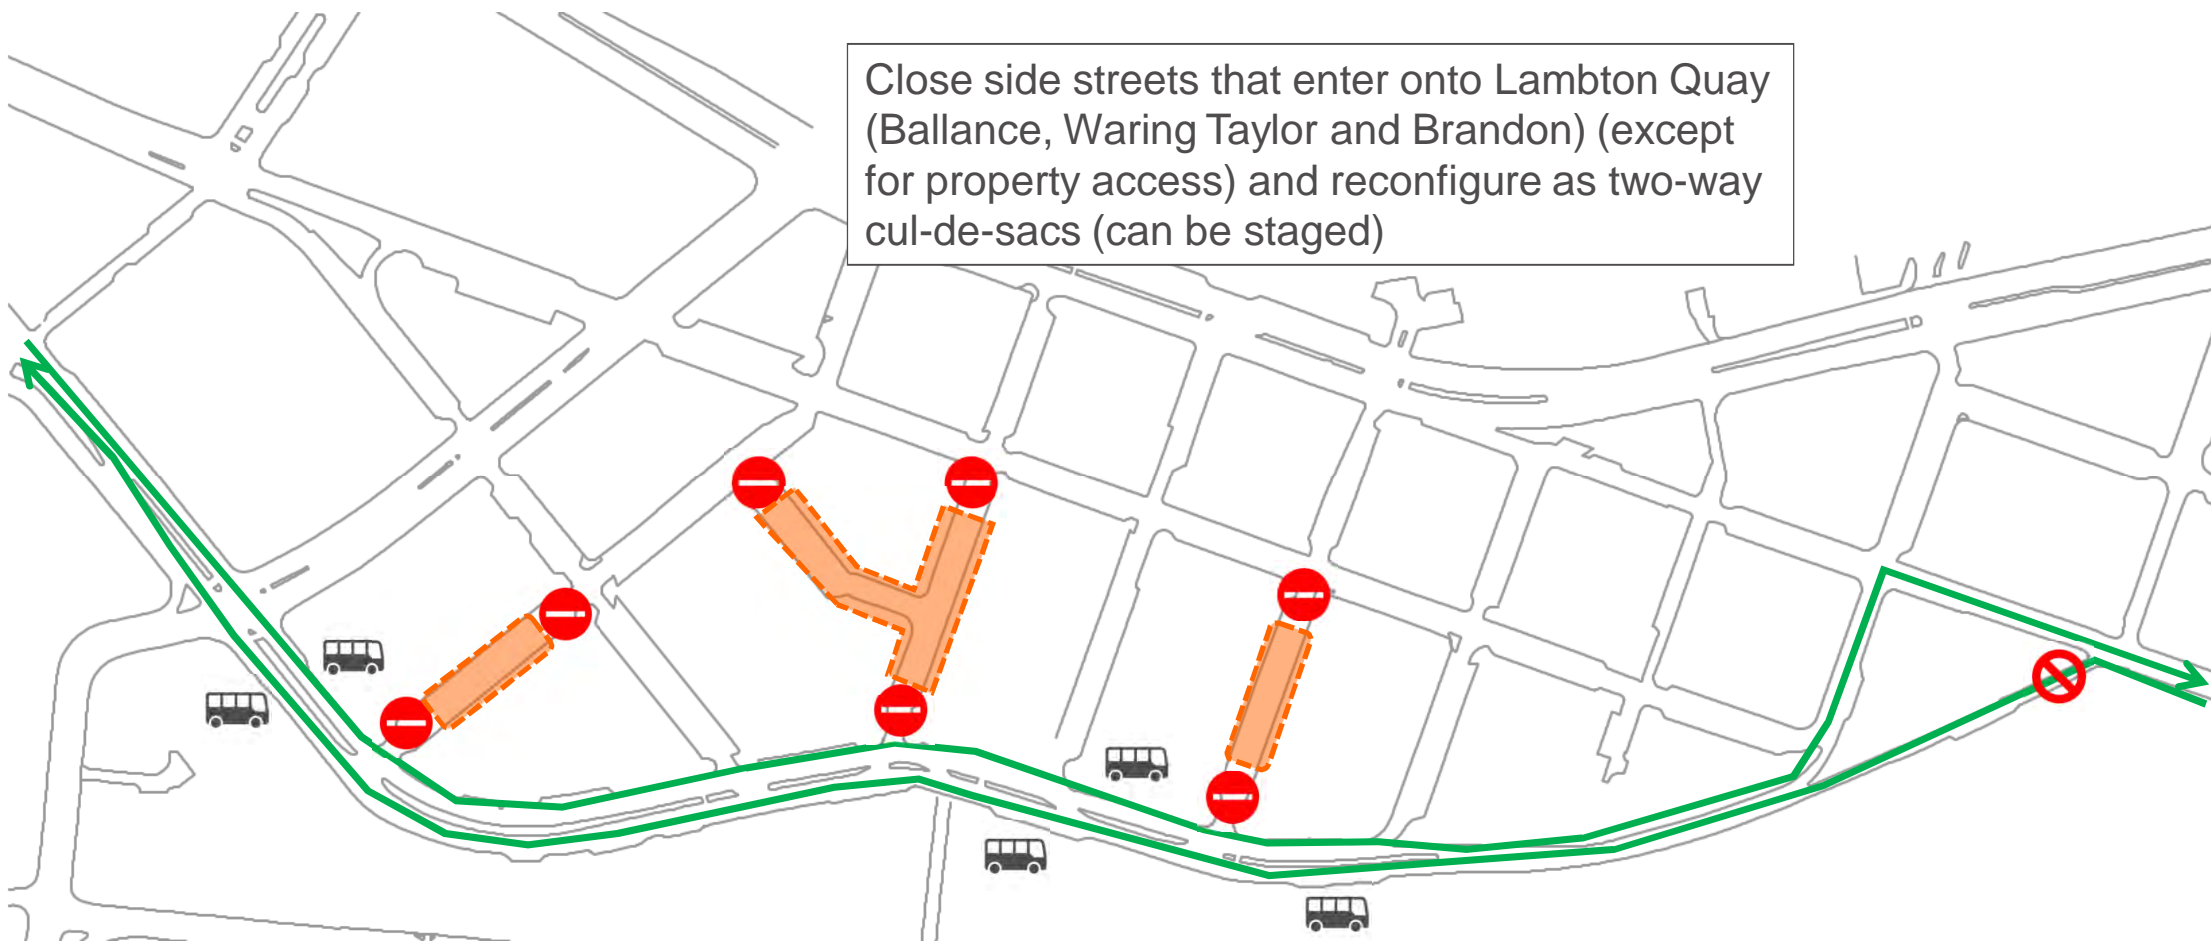 Close side streets that enter onto Lambton Quay
(Ballance, Waring Taylor and Brandon) (except
for property access) and reconfigure as two-way
cul-de-sacs (can be staged)